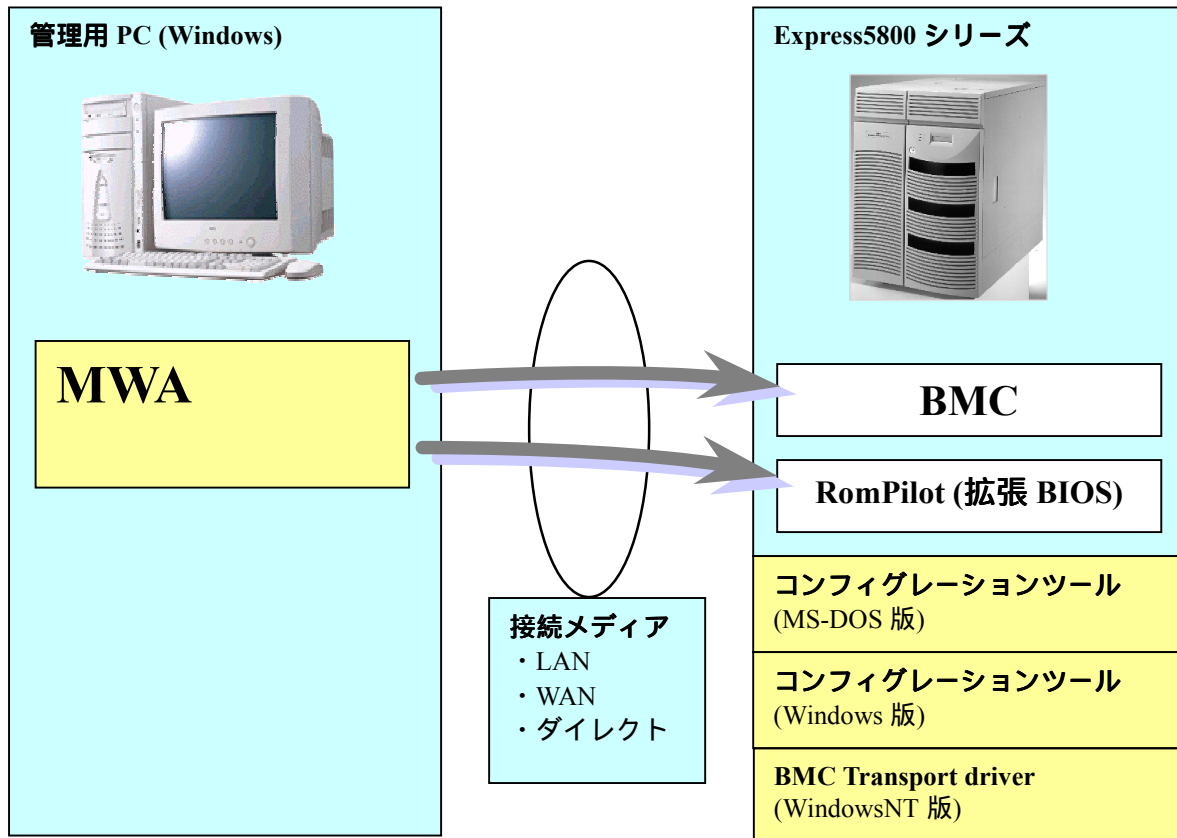 管理用 PC (Windows)
MWA
接続メディア
・LAN
・WAN
・ダイレクト
Express5800 シリーズ
BMC
RomPilot (拡張 BIOS)
コンフィグレーションツール
(MS-DOS 版)
コンフィグレーションツール
(Windows 版)
BMC Transport driver
(WindowsNT 版)